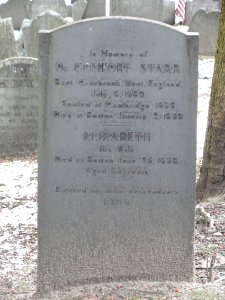 In Memory of
Dr COMFORT STARR
Bapt. Cranbrook, Kent, England
July 6, 1589.
Settled at Cambridge 1635
Died at Boston January 2, 1659.
ELIZABETH
His Wife
Died at Boston June 25, 1658.
Aged 63 years
Erected by their descendants